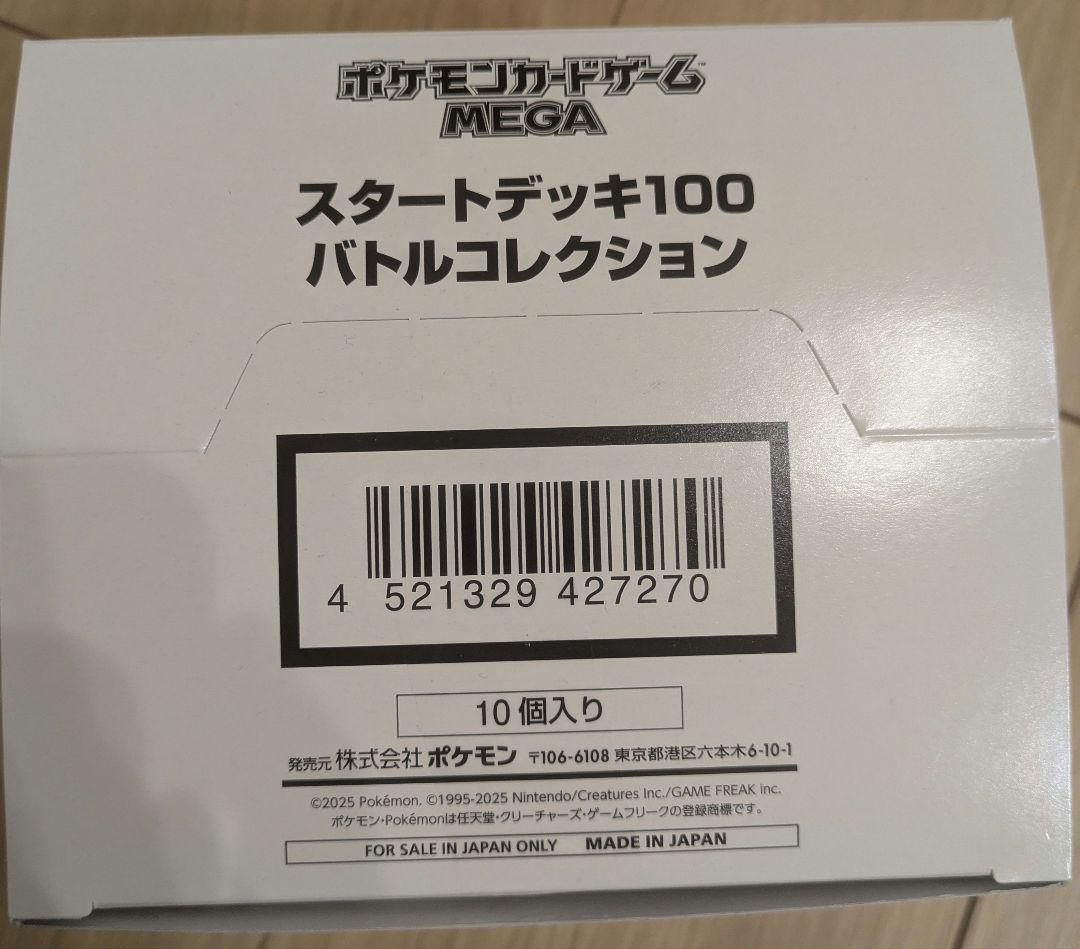 ポケモンカードゲーム™
MEGA
スタートデッキ100
バトルコレクション
4 521329 427270
10個入り
発売元 株式会社 ポケモン 〒106-6108 東京都港区六本木6-10-1
©2025 Pokémon. ©1995-2025 Nintendo/Creatures Inc./GAME FREAK inc.
ポケモン・Pokémonは任天堂・クリーチャーズ・ゲームフリークの登録商標です。
FOR SALE IN JAPAN ONLY MADE IN JAPAN